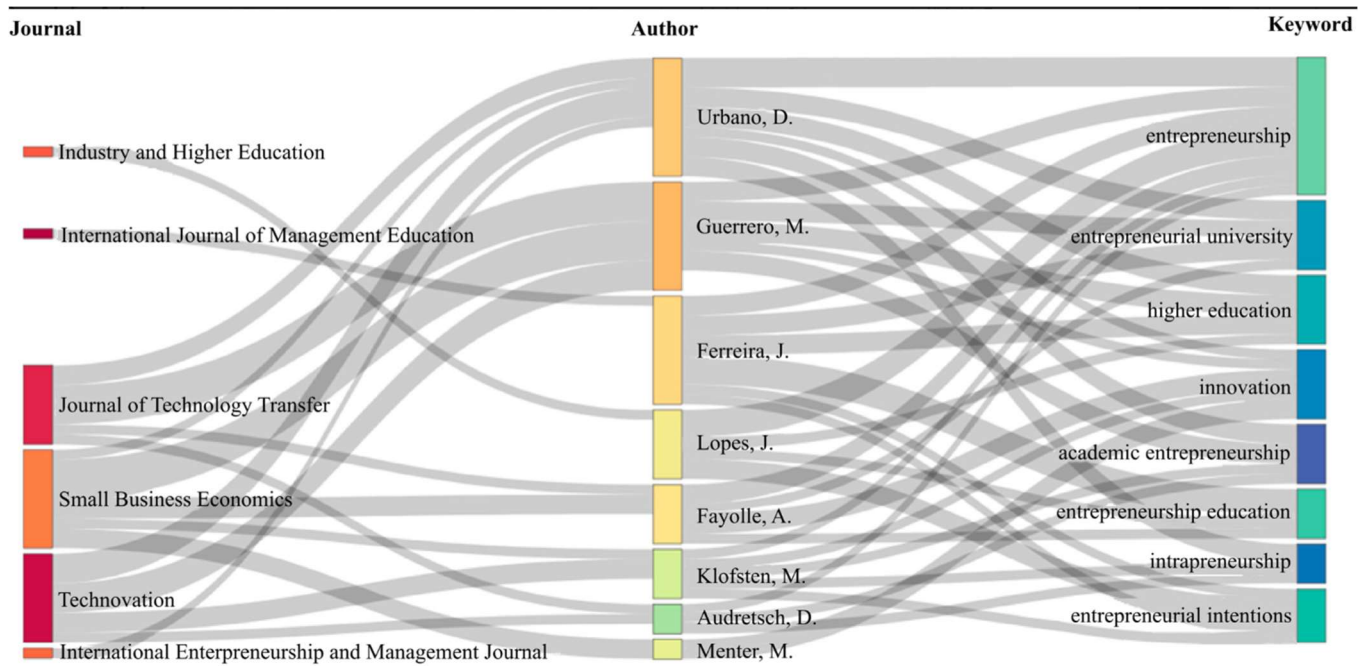 Journal
Author
Keyword
Industry and Higher Education
International Journal of Management Education
Journal of Technology Transfer
Small Business Economics
Technovation
International Enterpreneurship and Management Journal
Urbano, D.
Guerrero, M.
Ferreira, J.
Lopes, J.
Fayolle, A.
Klofsten, M.
Audretsch, D.
Menter, M.
entrepreneurship
entrepreneurial university
higher education
innovation
academic entrepreneurship
entrepreneurship education
intrapreneurship
entrepreneurial intentions